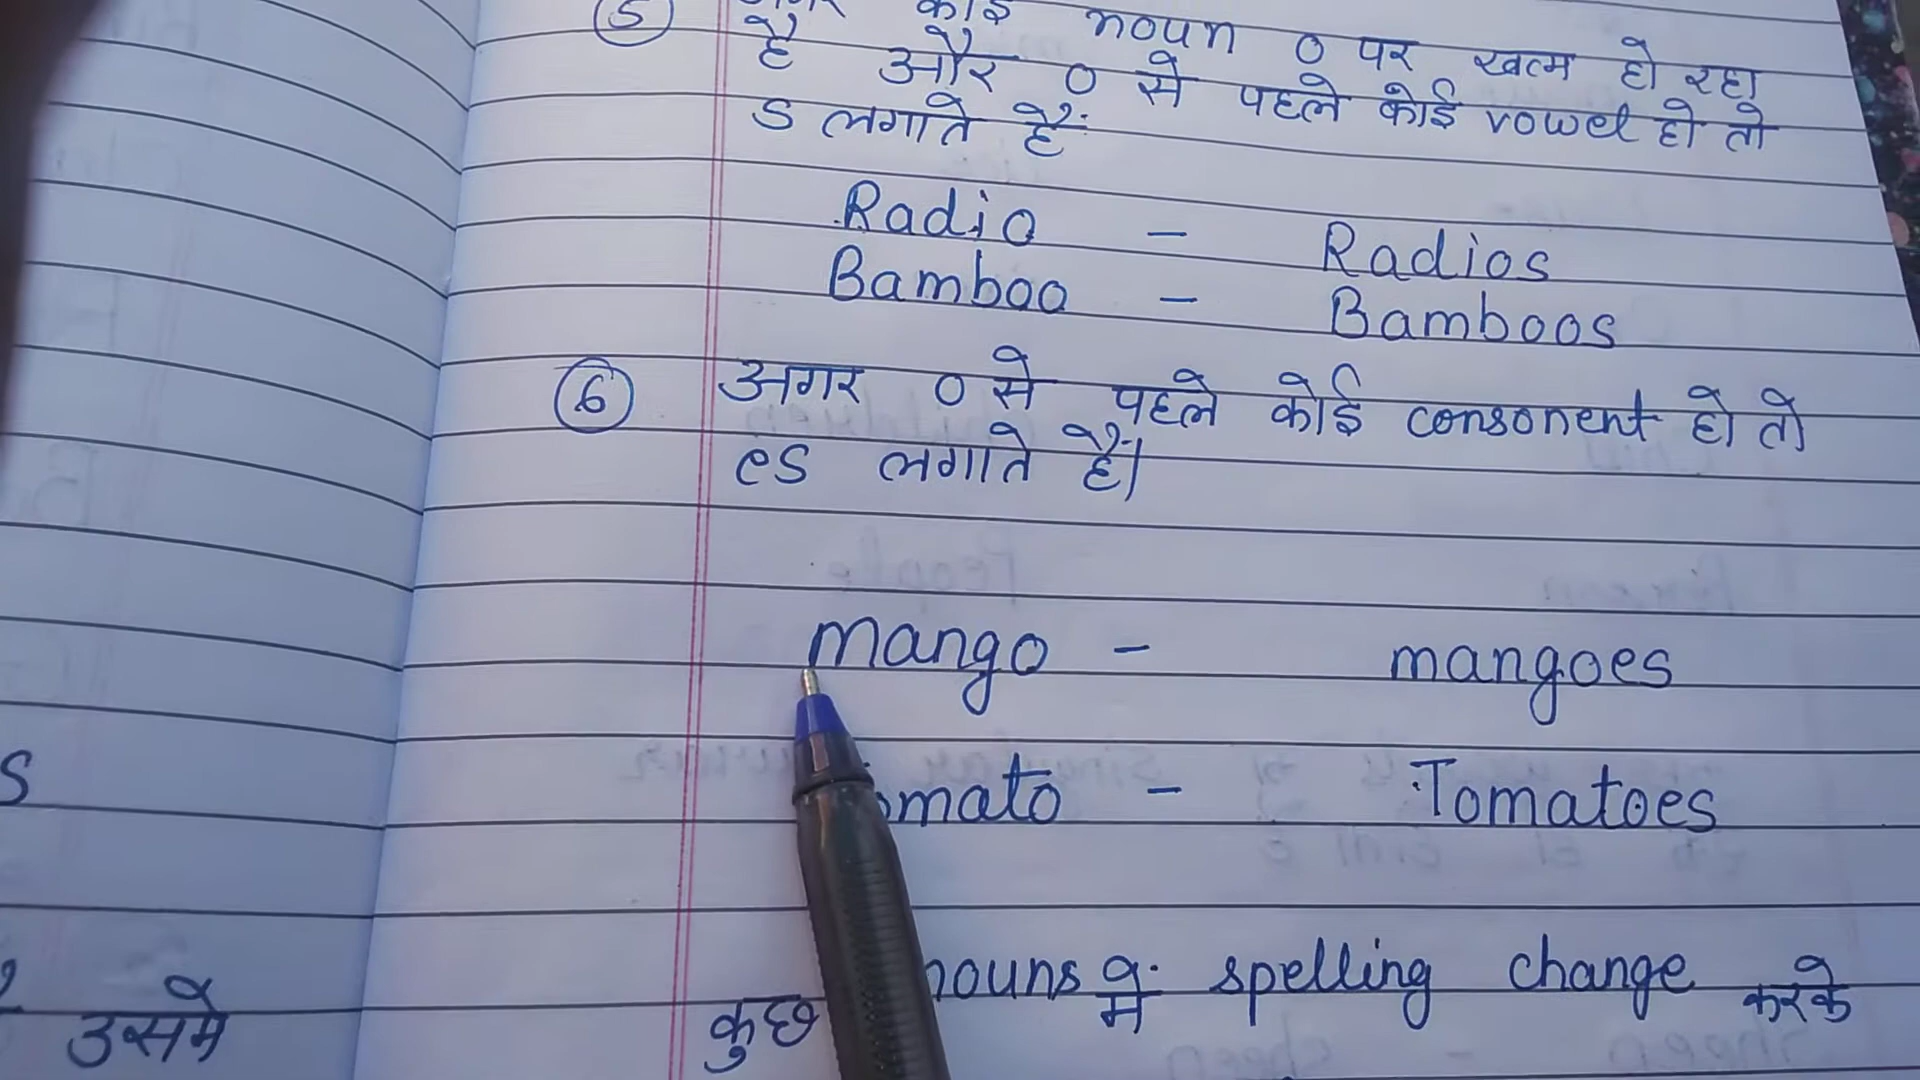 5 कोई noun o पर खत्म हो रहा
है और o से पहले कोई vowel हो तो
s लगाते हैं:
Radio - Radios
Bamboo - Bamboos
6 अगर o से पहले कोई consonent हो तो
es लगाते हैं।
mango - mangoes
omato - Tomatoes
s
कुछ nouns में spelling change करके
उसमे